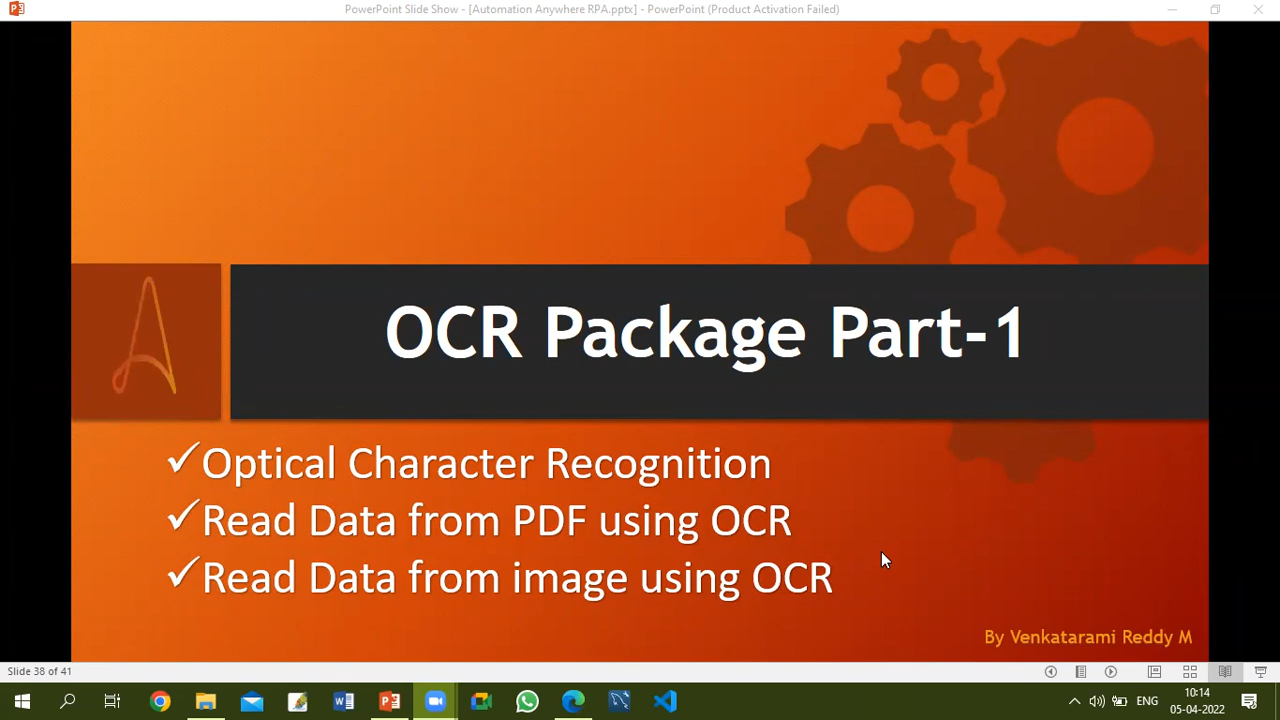 PowerPoint Slide Show - [Automation Anywhere RPA.pptx] - PowerPoint (Product Activation Failed)
OCR Package Part-1
✓Optical Character Recognition
✓Read Data from PDF using OCR
✓Read Data from image using OCR
By Venkatarami Reddy M
Slide 38 of 41
ENG
10:14
05-04-2022